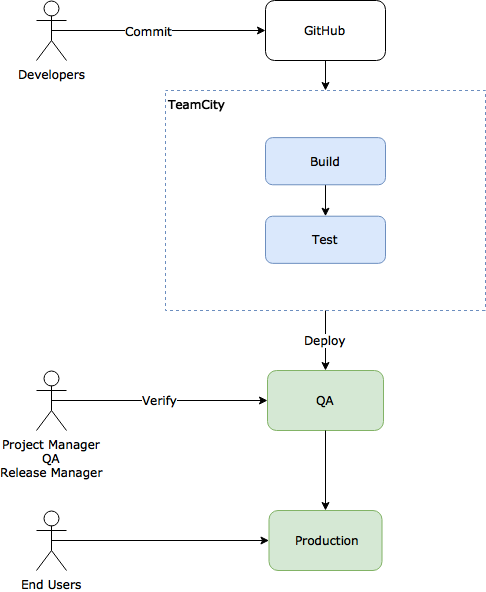 Commit
GitHub
Developers
TeamCity
Build
Test
Deploy
Verify
QA
Project Manager
QA
Release Manager
Production
End Users